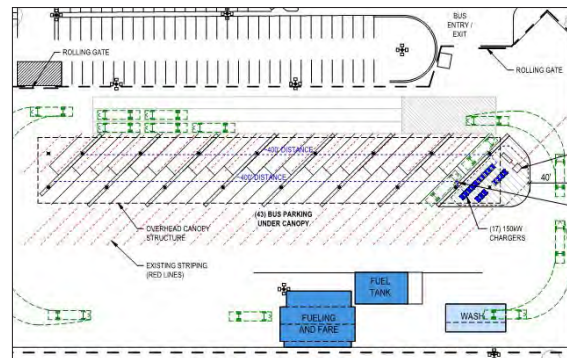 BUS
ENTRY /
EXIT
ROLLING GATE
ROLLING GATE
~400' DISTANCE
~400' DISTANCE
40'
(43) BUS PARKING
UNDER CANOPY
(17) 150kW
CHARGERS
OVERHEAD CANOPY
STRUCTURE
EXISTING STRIPING
(RED LINES)
FUEL
TANK
FUELING
AND FARE
WASH